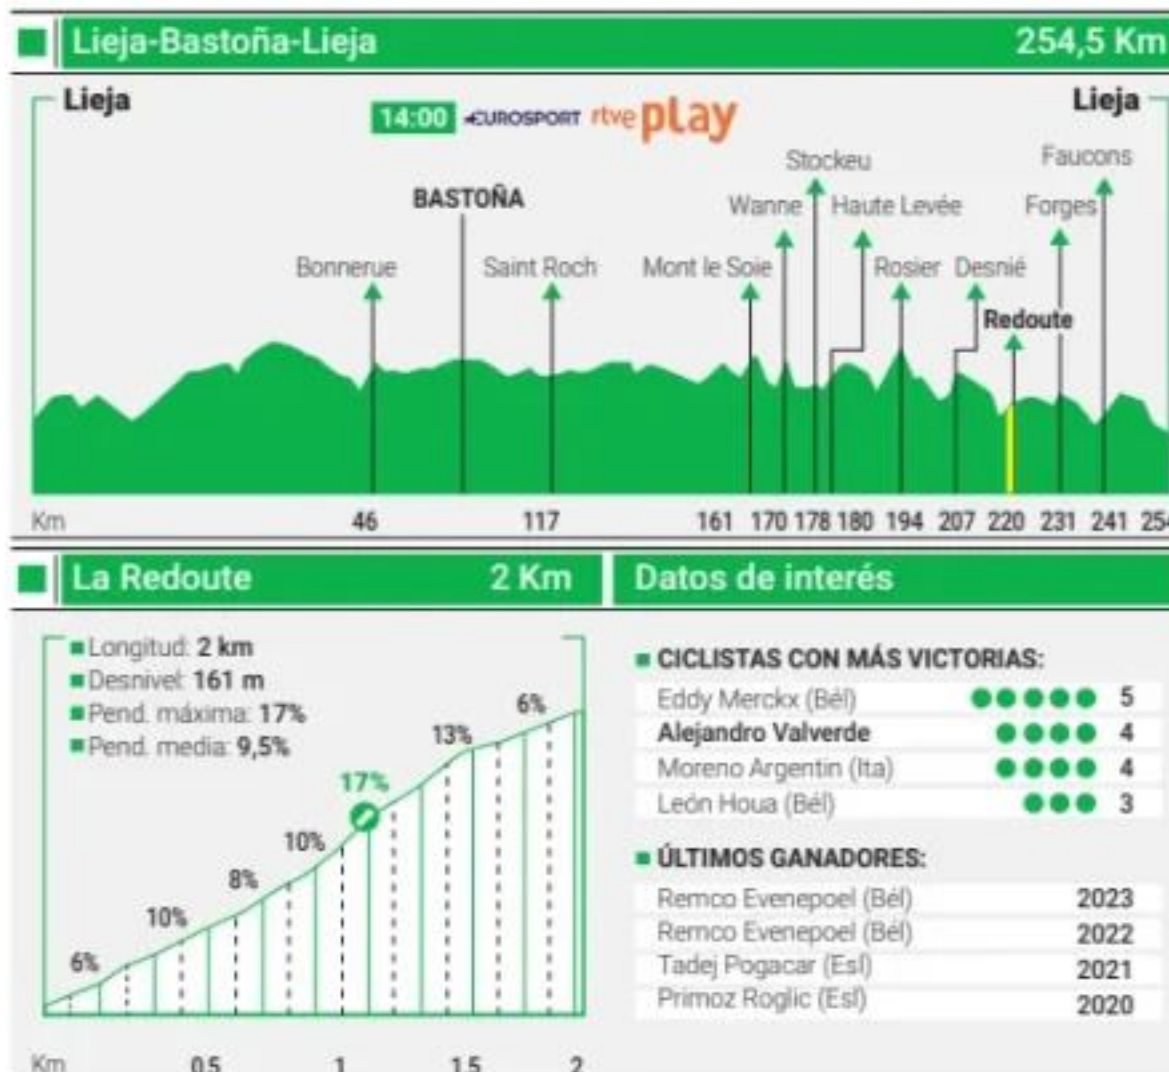 Lieja-Bastoña-Lieja 254,5 Km
Lieja Lieja
14:00 EUROSPORT rtve play
Stockeu Faucons
BASTOÑA Wanne Haute Levée Forges
Bonnerue Saint Roch Mont le Soie Rosier Desnié
Redoute
Km 46 117 161 170 178 180 194 207 220 231 241 254
La Redoute 2 Km
Longitud: 2 km
Desnivel: 161 m
Pend. máxima: 17%
Pend. media: 9,5%
6%
13%
17%
10%
8%
10%
6%
Km 0.5 1 1.5 2
Datos de interés
CICLISTAS CON MÁS VICTORIAS:
Eddy Merckx (Bél) 5
Alejandro Valverde 4
Moreno Argentin (Ita) 4
León Houa (Bél) 3
ÚLTIMOS GANADORES:
Remco Evenepoel (Bél) 2023
Remco Evenepoel (Bél) 2022
Tadej Pogacar (Esl) 2021
Primoz Roglic (Esl) 2020